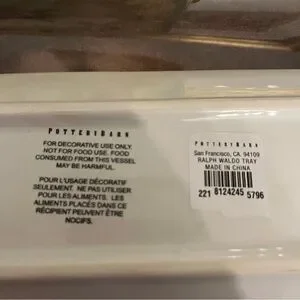 POTTERYBARN
FOR DECORATIVE USE ONLY.
NOT FOR FOOD USE. FOOD
CONSUMED FROM THIS VESSEL
MAY BE HARMFUL.
POUR L'USAGE DÉCORATIF
SEULEMENT. NE PAS UTILISER
POUR LES ALIMENTS. LES
ALIMENTS PLACÉS DANS CE
RÉCIPIENT PEUVENT ÊTRE
NOCIFS.
POTTERYBARN
San Francisco, CA. 94109
RALPH WALDO TRAY
MADE IN CHINA
221 8124245 5796